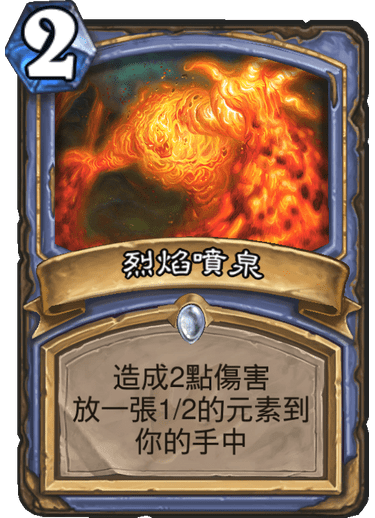 2
烈焰噴泉
造成2點傷害
放一張1/2的元素到
你的手中